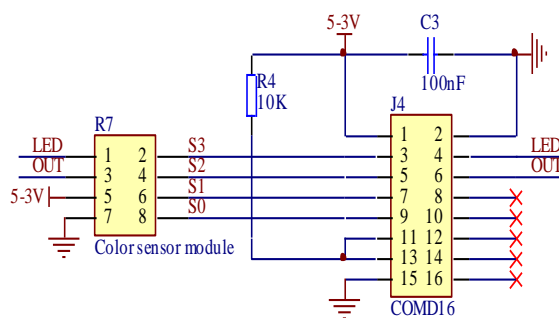 5-3V C3
R4
10K 100nF
R7 J4
LED 1 2 S3 1 2
OUT 3 4 S2 3 4 LED
5-3V 5 6 S1 5 6 OUT
7 8 S0 7 8
9 10
11 12
13 14
15 16
Color sensor module
COMD16